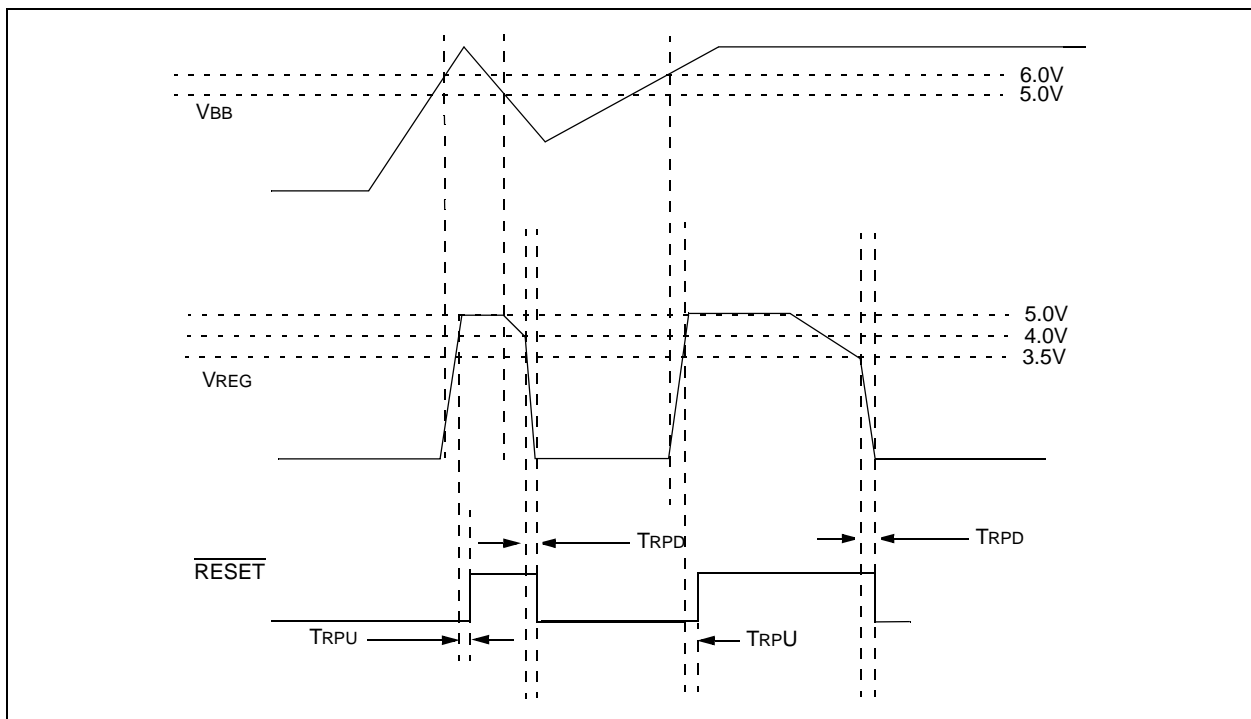 6.0V
5.0V
VBB
5.0V
4.0V
3.5V
VREG
TRPD
TRPD
RESET
TRPU
TRPU